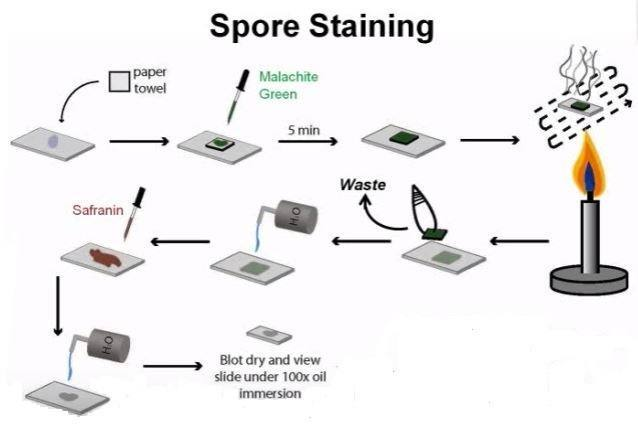 Spore Staining
paper
towel
Malachite
Green
5 min
Waste
H₂O
Safranin
H₂O
Blot dry and view
slide under 100x oil
immersion